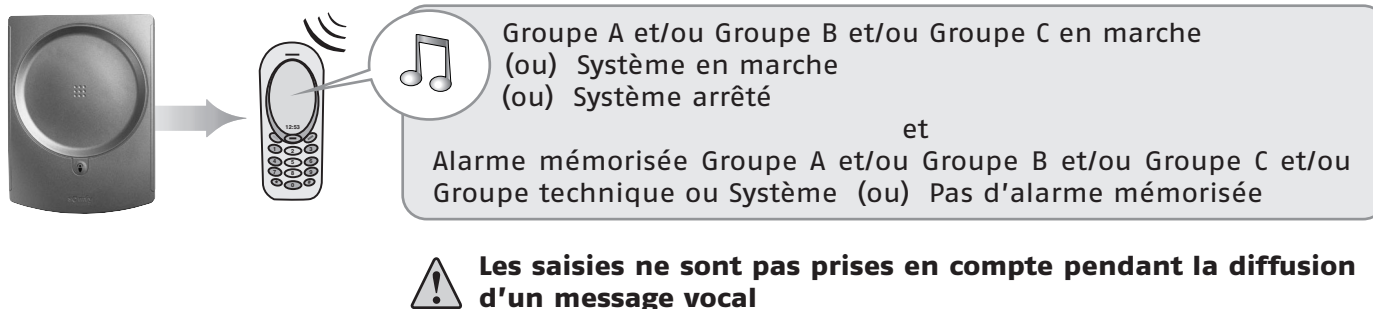 Groupe A et/ou Groupe B et/ou Groupe C en marche
(ou) Système en marche
(ou) Système arrêté
et
Alarme mémorisée Groupe A et/ou Groupe B et/ou Groupe C et/ou
Groupe technique ou Système (ou) Pas d'alarme mémorisée
12:53
Les saisies ne sont pas prises en compte pendant la diffusion
d'un message vocal